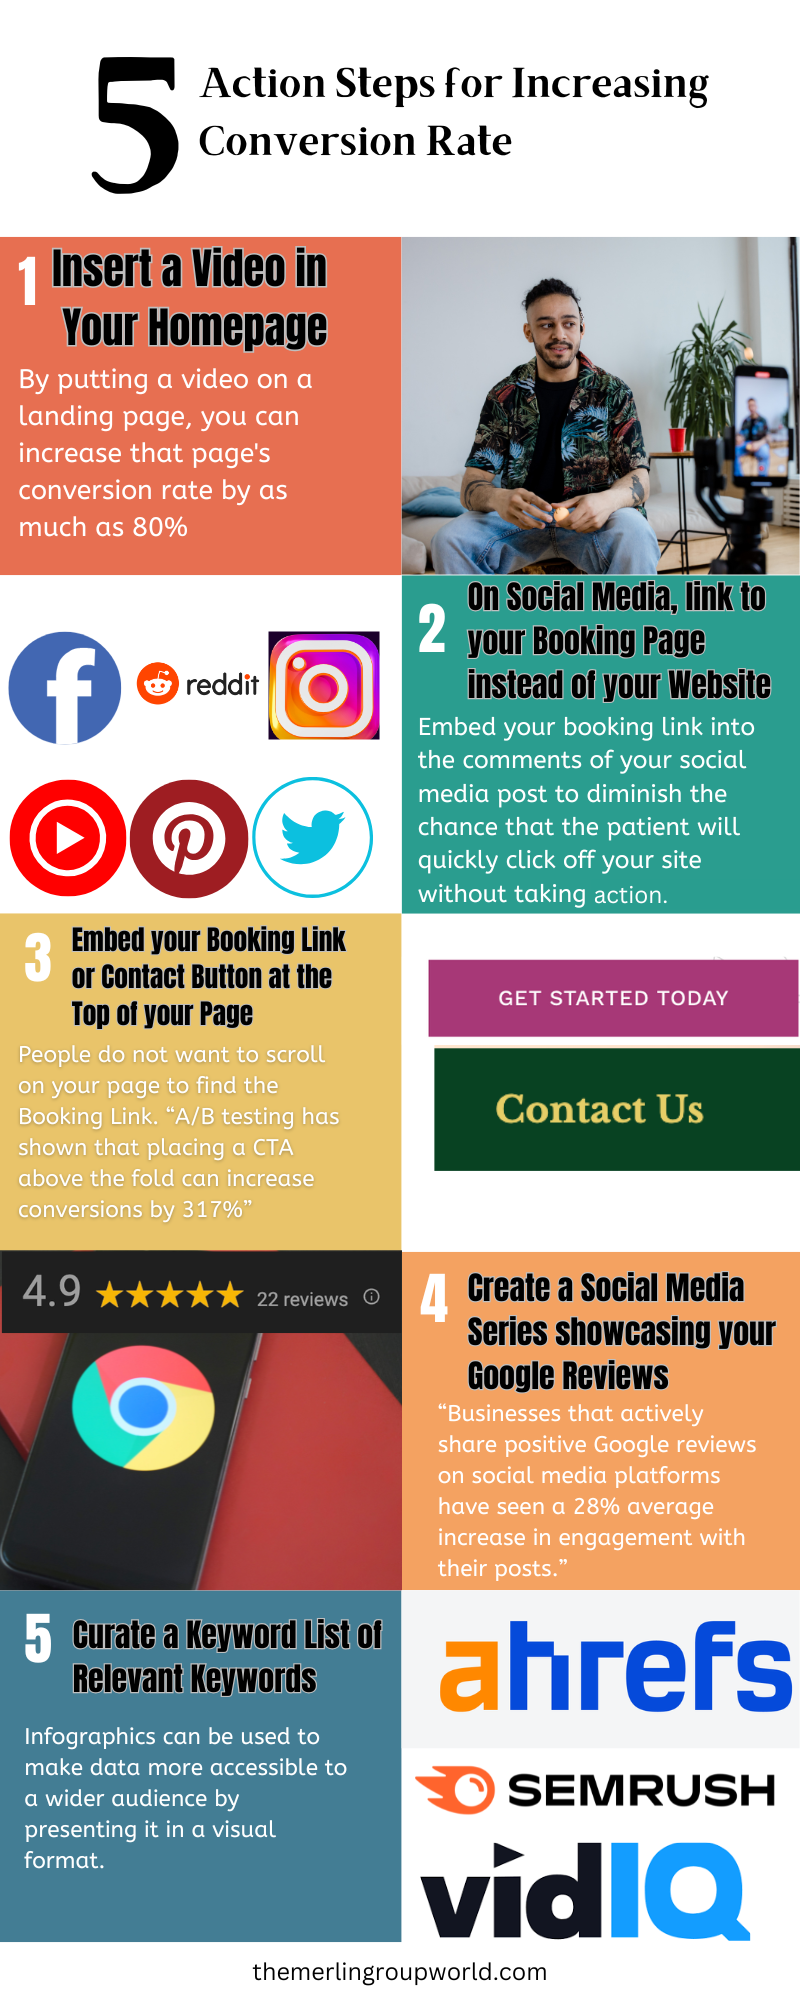 5
Action Steps for Increasing
Conversion Rate
1
Insert a Video in
Your Homepage
By putting a video on a
landing page, you can
increase that page's
conversion rate by as
much as 80%
reddit
2
On Social Media, link to
your Booking Page
instead of your Website
Embed your booking link into
the comments of your social
media post to diminish the
chance that the patient will
quickly click off your site
without taking action.
3
Embed your Booking Link
or Contact Button at the
Top of your Page
People do not want to scroll
on your page to find the
Booking Link. “A/B testing has
shown that placing a CTA
above the fold can increase
conversions by 317%”
GET STARTED TODAY
Contact Us
4.9 ★★★★★ 22 reviews
4
Create a Social Media
Series showcasing your
Google Reviews
“Businesses that actively
share positive Google reviews
on social media platforms
have seen a 28% average
increase in engagement with
their posts.”
5
Curate a Keyword List of
Relevant Keywords
Infographics can be used to
make data more accessible to
a wider audience by
presenting it in a visual
format.
ahrefs
SEMRUSH
vidIQ
themerlingroupworld.com